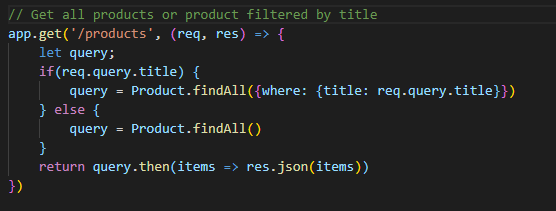 // Get all products or product filtered by title
app.get('/products', (req, res) => {
    let query;
    if(req.query.title) {
        query = Product.findAll({where: {title: req.query.title}})
    } else {
        query = Product.findAll()
    }
    return query.then(items => res.json(items))
})